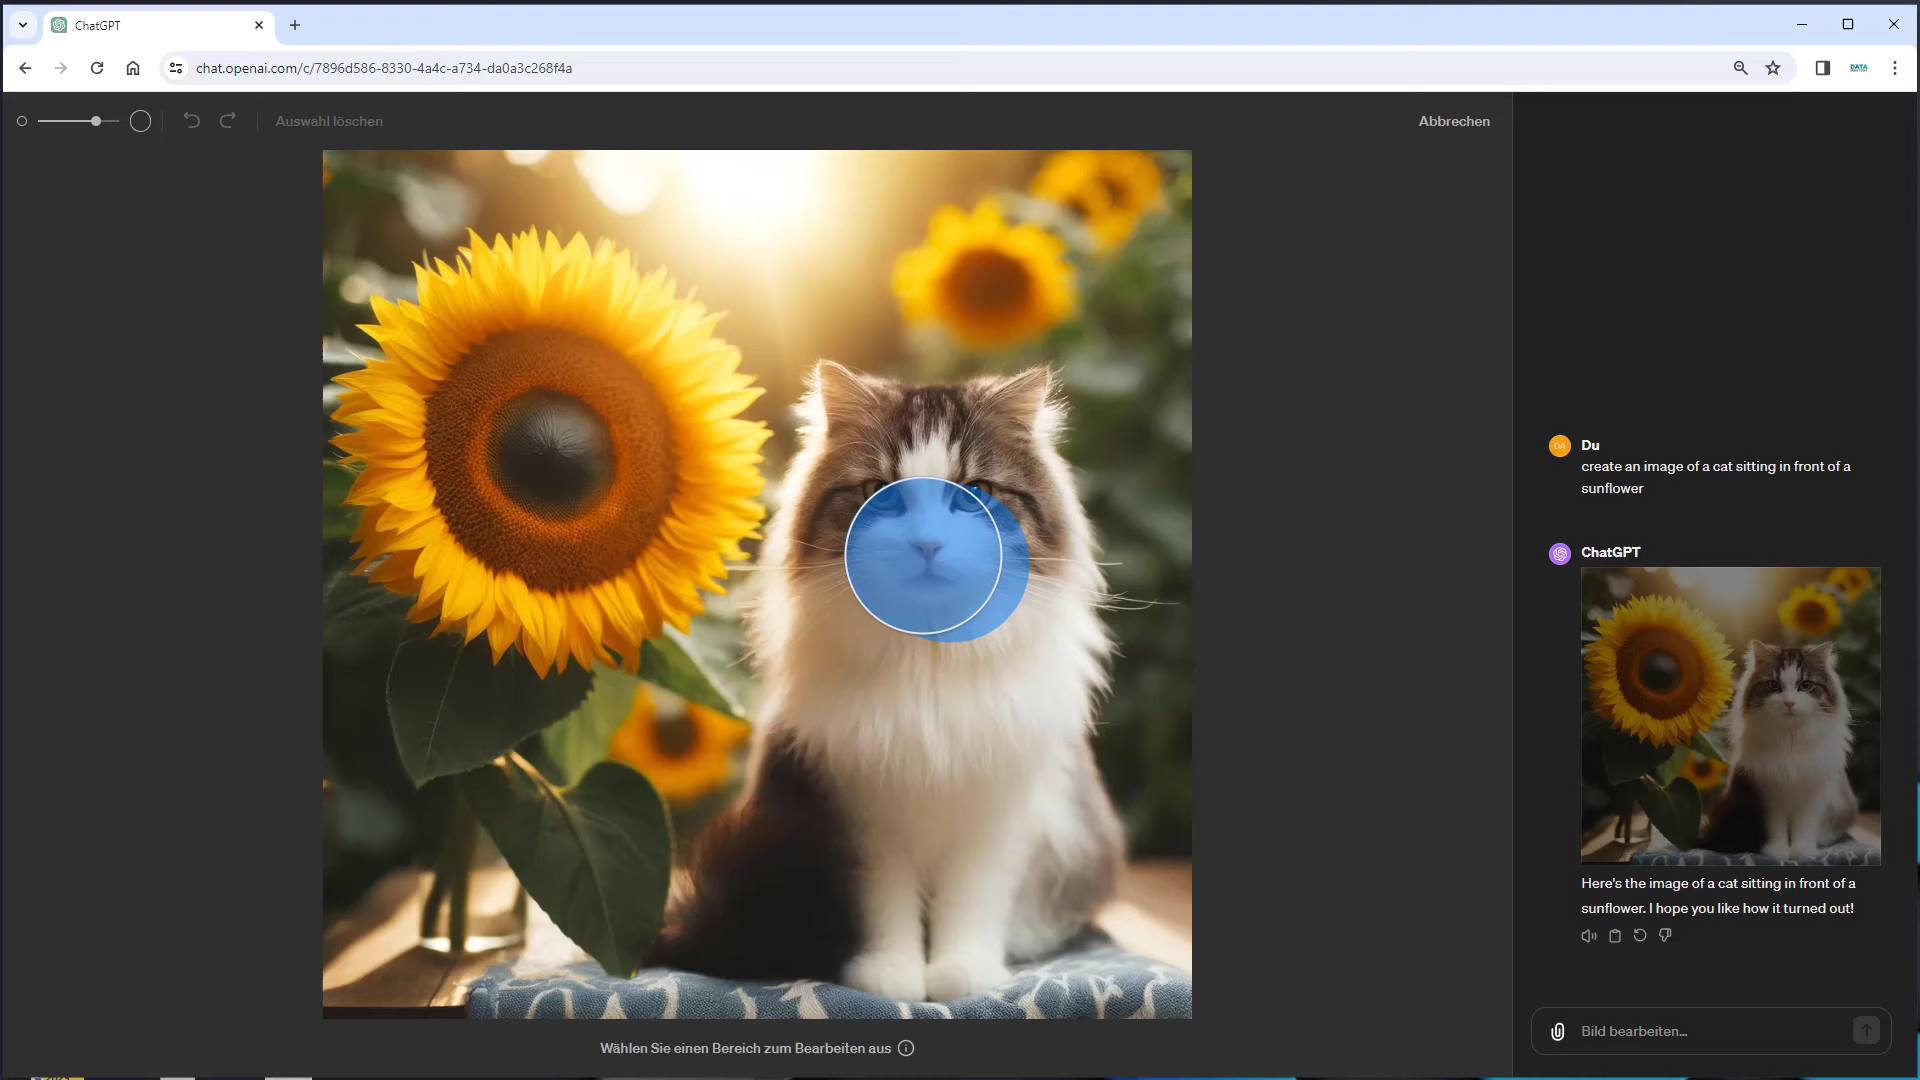 ChatGPT
chat.openai.com/c/7896d586-8330-4a4c-a734-da0a3c268f4a
DATA
Auswahl löschen
Abbrechen
DA
Du
create an image of a cat sitting in front of a
sunflower
ChatGPT
Here's the image of a cat sitting in front of a
sunflower. I hope you like how it turned out!
Bild bearbeiten...
Wählen Sie einen Bereich zum Bearbeiten aus